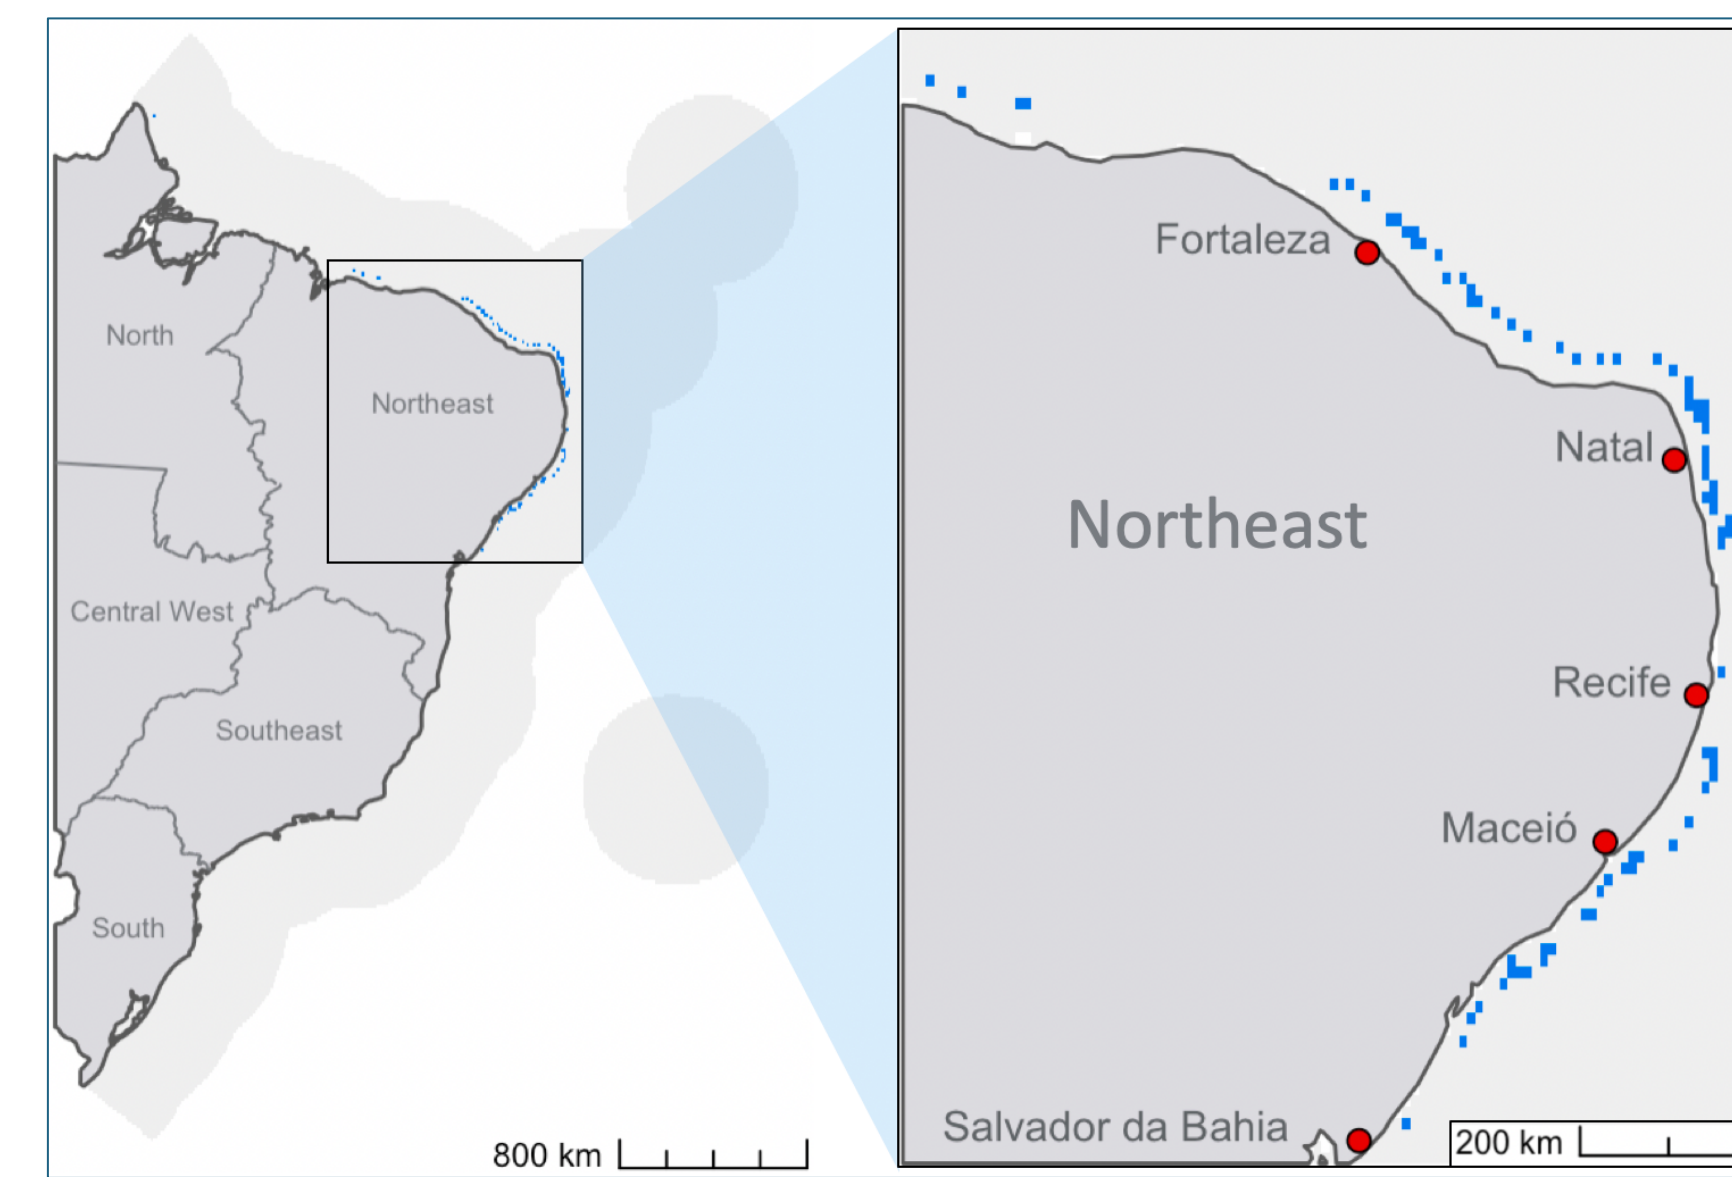 North
Northeast
Central West
Southeast
South
800 km
Fortaleza
Natal
Northeast
Recife
Maceió
Salvador da Bahia
200 km